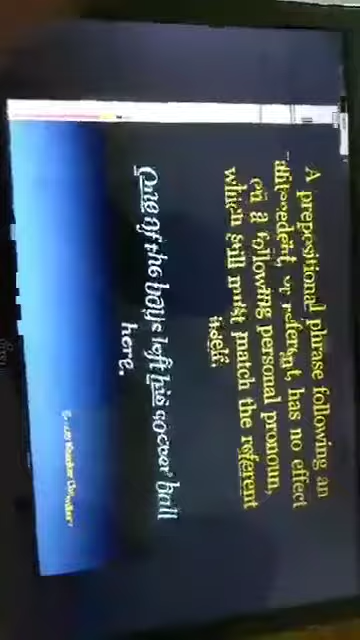 A prepositional phrase following an
antecedent, or referent, has no effect
on a following personal pronoun,
which still must match the referent
itself.
One of the boys left his soccer ball
here.